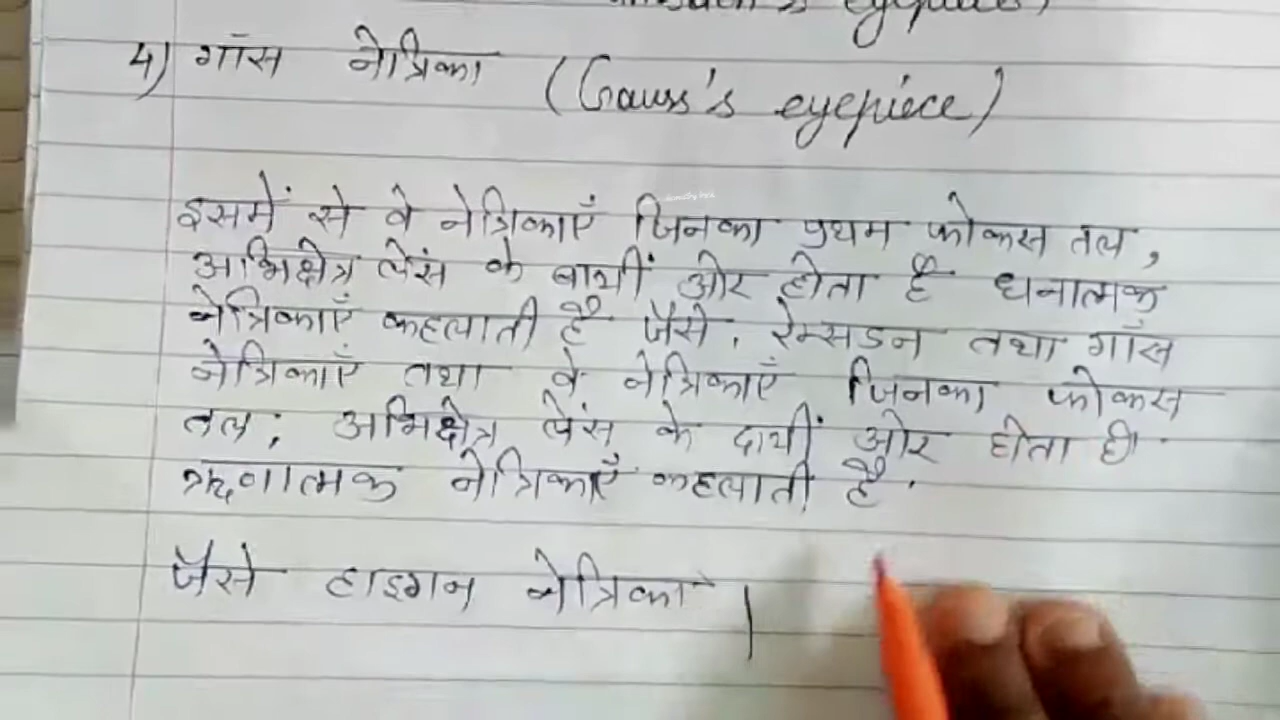 eyepiece)
4) गॉस नेत्रिका (Gauss's eyepiece)
इसमें से वे नेत्रिकाएँ जिनका प्रथम फोकस तल,
अभिक्षेत्र लेंस के बायीं ओर होता है धनात्मक
नेत्रिकाएँ कहलाती है जैसे. रेम्सडन तथा गॉस
नेत्रिकाएँ तथा वे नेत्रिकाएँ जिनका फोकस
तल; अभिक्षेत्र लेंस के दायीं ओर होता है
ऋणात्मक नेत्रिकाएँ कहलाती है.
जैसे हाइगन नेत्रिका |